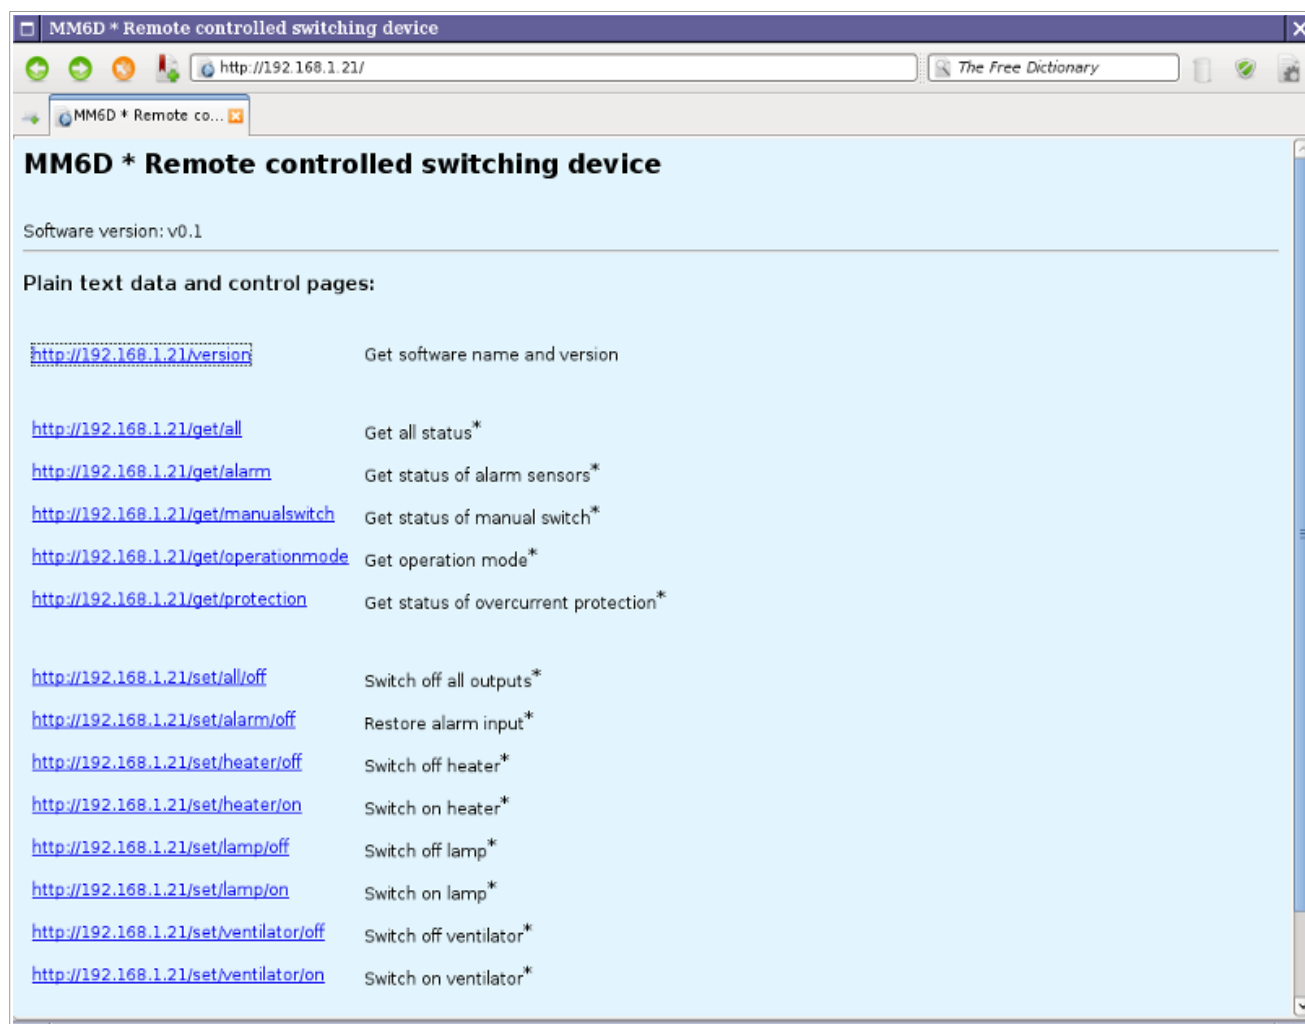 MM6D * Remote controlled switching device
http://192.168.1.21/
The Free Dictionary
MM6D * Remote co...
MM6D * Remote controlled switching device
Software version: v0.1
Plain text data and control pages:
http://192.168.1.21/version Get software name and version
http://192.168.1.21/get/all Get all status*
http://192.168.1.21/get/alarm Get status of alarm sensors*
http://192.168.1.21/get/manualswitch Get status of manual switch*
http://192.168.1.21/get/operationmode Get operation mode*
http://192.168.1.21/get/protection Get status of overcurrent protection*
http://192.168.1.21/set/all/off Switch off all outputs*
http://192.168.1.21/set/alarm/off Restore alarm input*
http://192.168.1.21/set/heater/off Switch off heater*
http://192.168.1.21/set/heater/on Switch on heater*
http://192.168.1.21/set/lamp/off Switch off lamp*
http://192.168.1.21/set/lamp/on Switch on lamp*
http://192.168.1.21/set/ventilator/off Switch off ventilator*
http://192.168.1.21/set/ventilator/on Switch on ventilator*